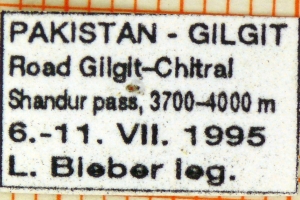 PAKISTAN - GILGIT
Road Gilgit-Chitral
Shandur pass, 3700-4000 m
6.-11. VII. 1995
L. Bieber leg.